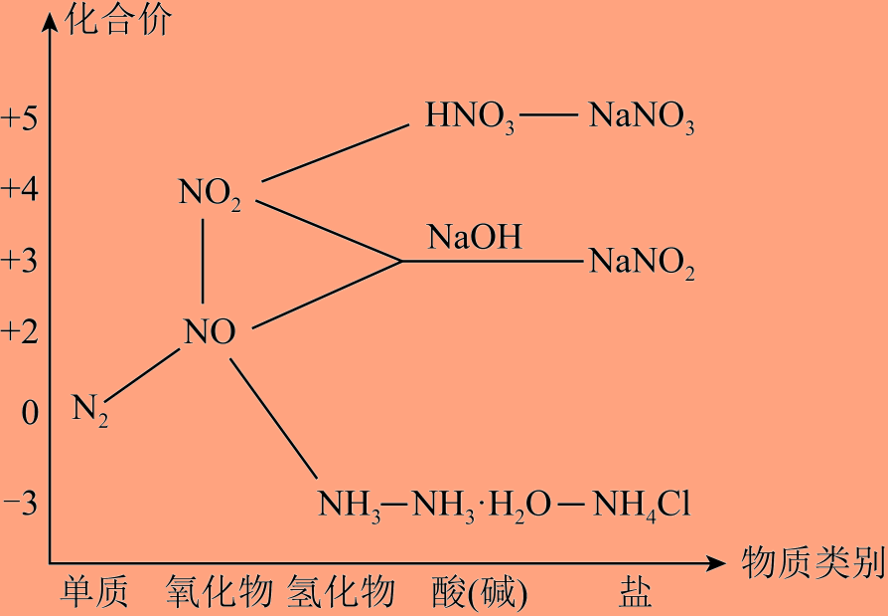 化合价
+5 HNO₃ NaNO₃
+4 NO₂
NaOH
+3 NaNO₂
+2 NO
0 N₂
−3 NH₃ NH₃·H₂O NH₄Cl
物质类别
单质 氧化物 氢化物 酸(碱) 盐